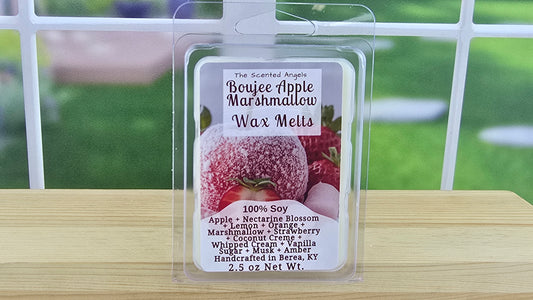 The Scented Angels
Boujee Apple
Marshmallow
Wax Melts
100% Soy
Apple + Nectarine Blossom
+ Lemon + Orange +
Marshmallow + Strawberry
+ Coconut Creme +
Whipped Cream + Vanilla
Sugar + Musk + Amber
Handcrafted in Berea, KY
2.5 oz Net Wt.